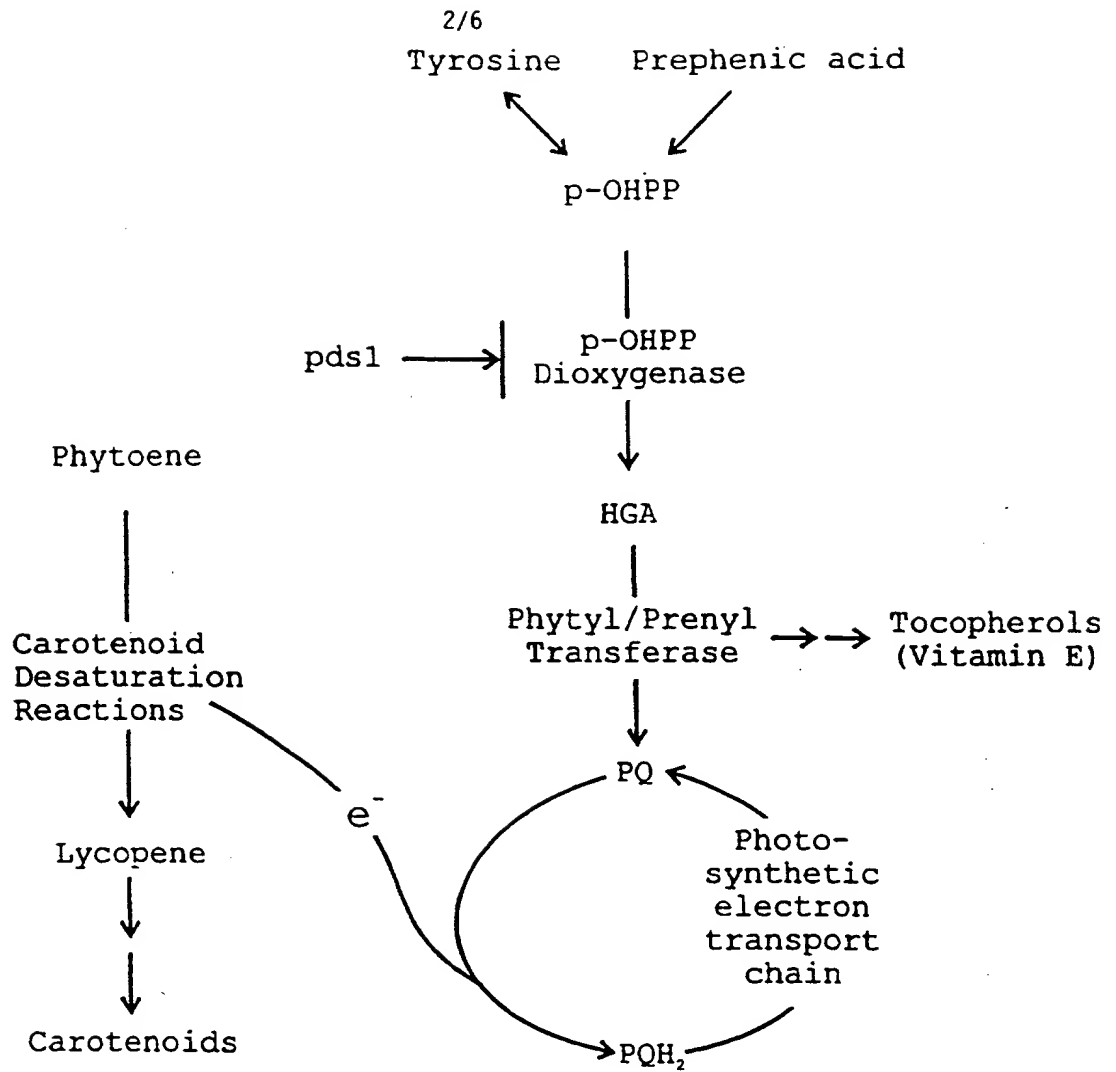 2/6
Tyrosine Prephenic acid
p-OHPP
pds1
p-OHPP
Dioxygenase
Phytoene
HGA
Carotenoid
Desaturation
Reactions
Phytyl/Prenyl
Transferase
Tocopherols
(Vitamin E)
PQ
e⁻
Lycopene
Photo-
synthetic
electron
transport
chain
Carotenoids
PQH₂